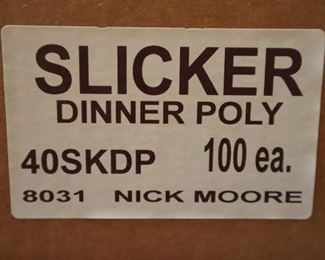 SLICKER
DINNER POLY
40SKDP 100 ea.
8031 NICK MOORE